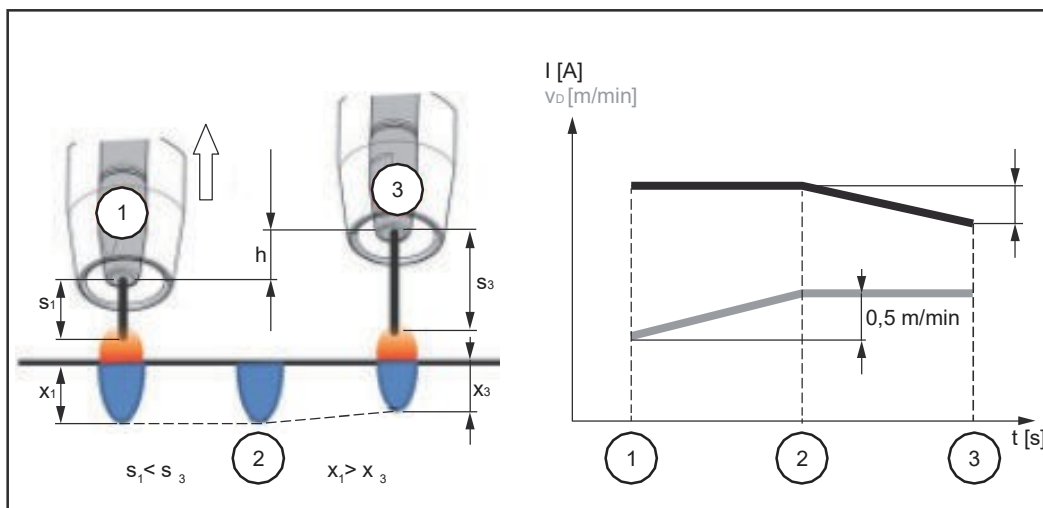 1
3
h
s1
s3
x1
x3
2
s1< s3
x1> x3
I [A]
vD [m/min]
0,5 m/min
t [s]
1
2
3